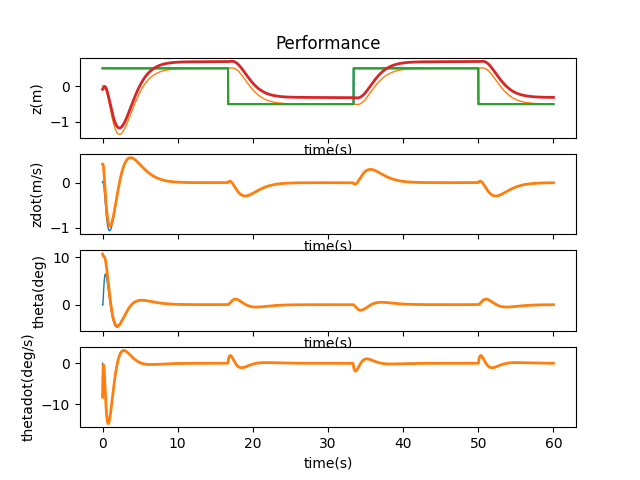 Performance
z(m)
0
−1
time(s)
zdot(m/s)
0
−1
time(s)
theta(deg)
10
0
time(s)
thetadot(deg/s)
0
−10
0 10 20 30 40 50 60
time(s)